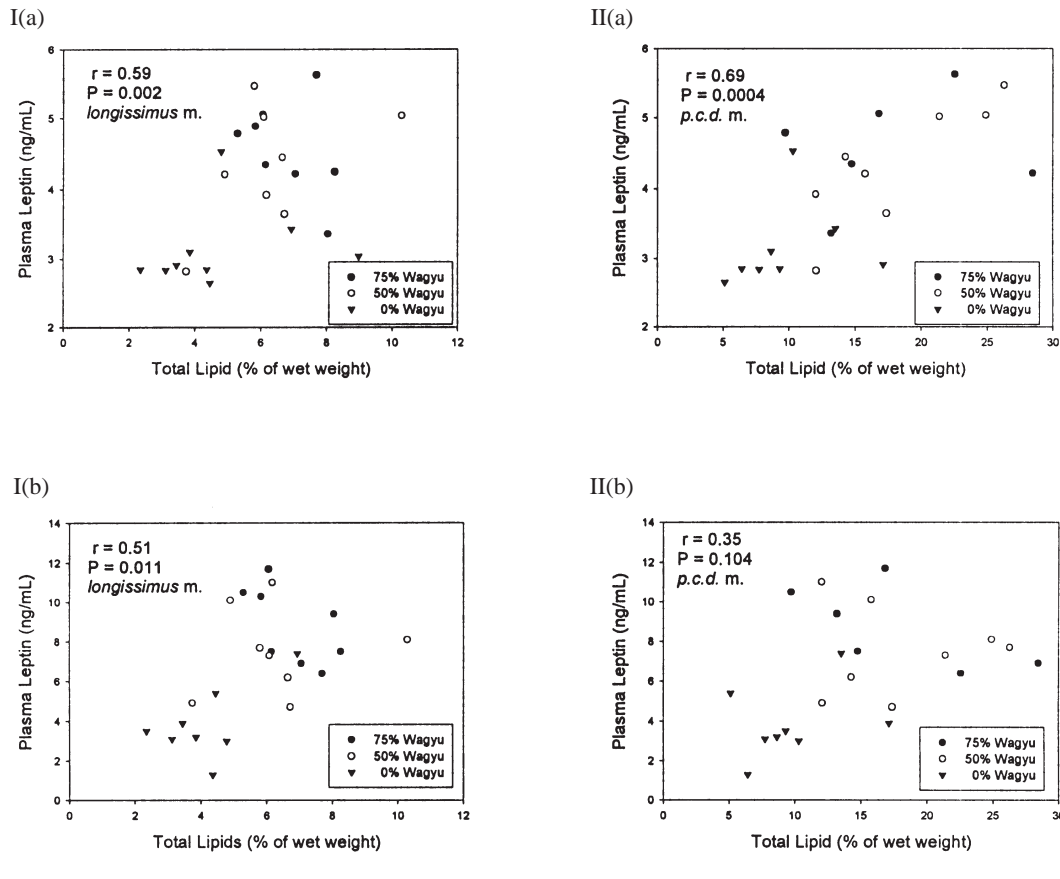 I(a)
6
5
4
3
2
Plasma Leptin (ng/mL)
r = 0.59
P = 0.002
longissimus m.
75% Wagyu
50% Wagyu
0% Wagyu
0 2 4 6 8 10 12
Total Lipid (% of wet weight)
II(a)
6
5
4
3
2
Plasma Leptin (ng/mL)
r = 0.69
P = 0.0004
p.c.d. m.
75% Wagyu
50% Wagyu
0% Wagyu
0 5 10 15 20 25 30
Total Lipid (% of wet weight)
I(b)
14
12
10
8
6
4
2
0
Plasma Leptin (ng/mL)
r = 0.51
P = 0.011
longissimus m.
75% Wagyu
50% Wagyu
0% Wagyu
0 2 4 6 8 10 12
Total Lipids (% of wet weight)
II(b)
14
12
10
8
6
4
2
0
Plasma Leptin (ng/mL)
r = 0.35
P = 0.104
p.c.d. m.
75% Wagyu
50% Wagyu
0% Wagyu
0 5 10 15 20 25 30
Total Lipid (% of wet weight)